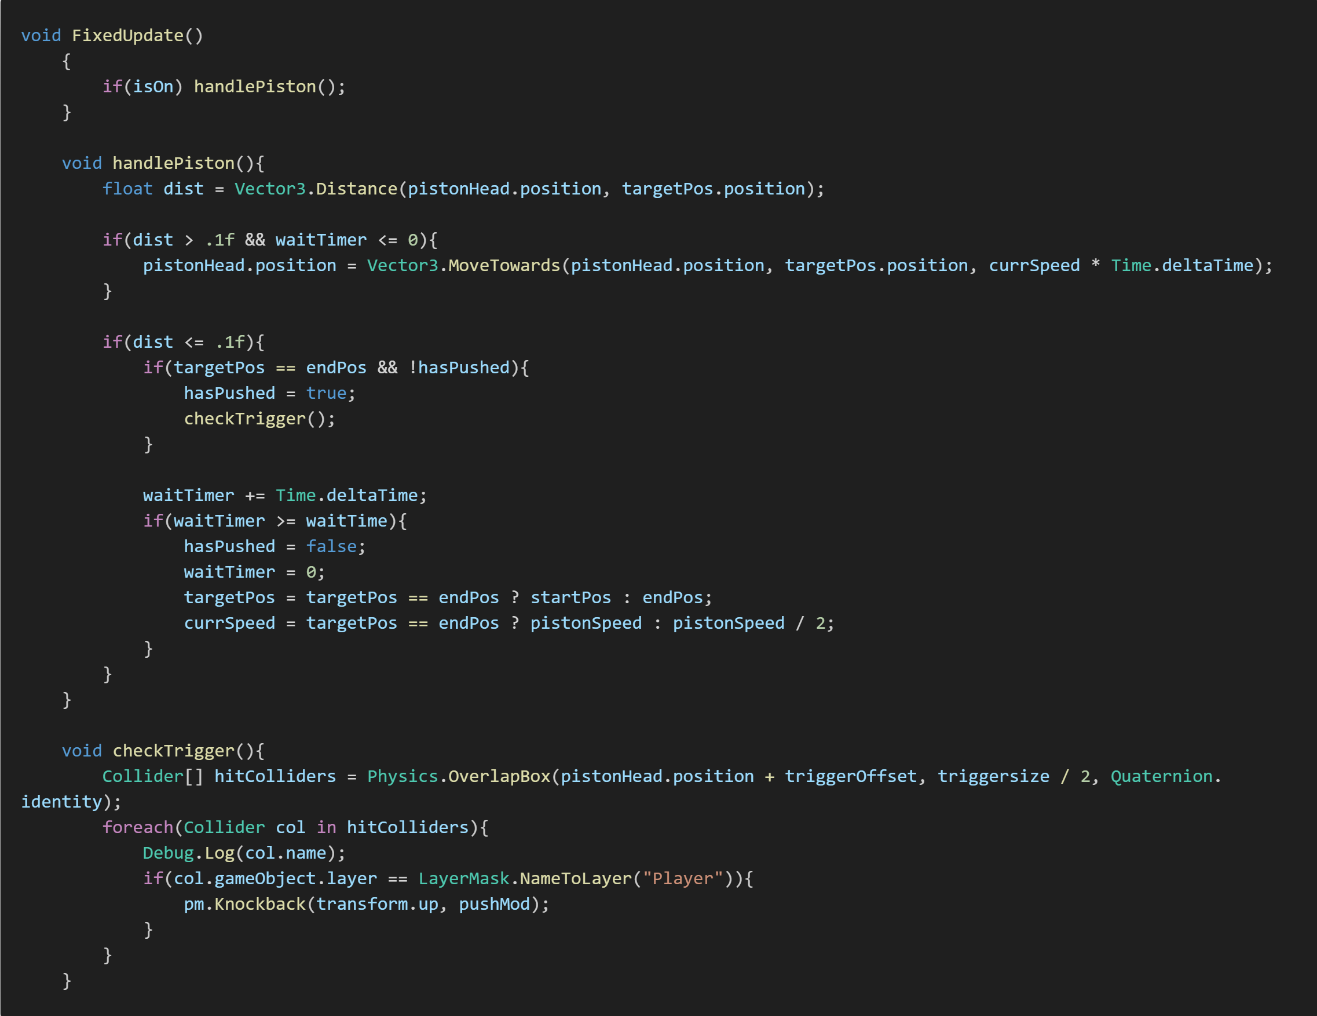 void FixedUpdate()
{
if(isOn) handlePiston();
}
void handlePiston(){
float dist = Vector3.Distance(pistonHead.position, targetPos.position);
if(dist > .1f && waitTimer <= 0){
pistonHead.position = Vector3.MoveTowards(pistonHead.position, targetPos.position, currSpeed * Time.deltaTime);
}
if(dist <= .1f){
if(targetPos == endPos && !hasPushed){
hasPushed = true;
checkTrigger();
}
waitTimer += Time.deltaTime;
if(waitTimer >= waitTime){
hasPushed = false;
waitTimer = 0;
targetPos = targetPos == endPos ? startPos : endPos;
currSpeed = targetPos == endPos ? pistonSpeed : pistonSpeed / 2;
}
}
}
void checkTrigger(){
Collider[] hitColliders = Physics.OverlapBox(pistonHead.position + triggerOffset, triggersize / 2, Quaternion.
identity);
foreach(Collider col in hitColliders){
Debug.Log(col.name);
if(col.gameObject.layer == LayerMask.NameToLayer("Player")){
pm.Knockback(transform.up, pushMod);
}
}
}